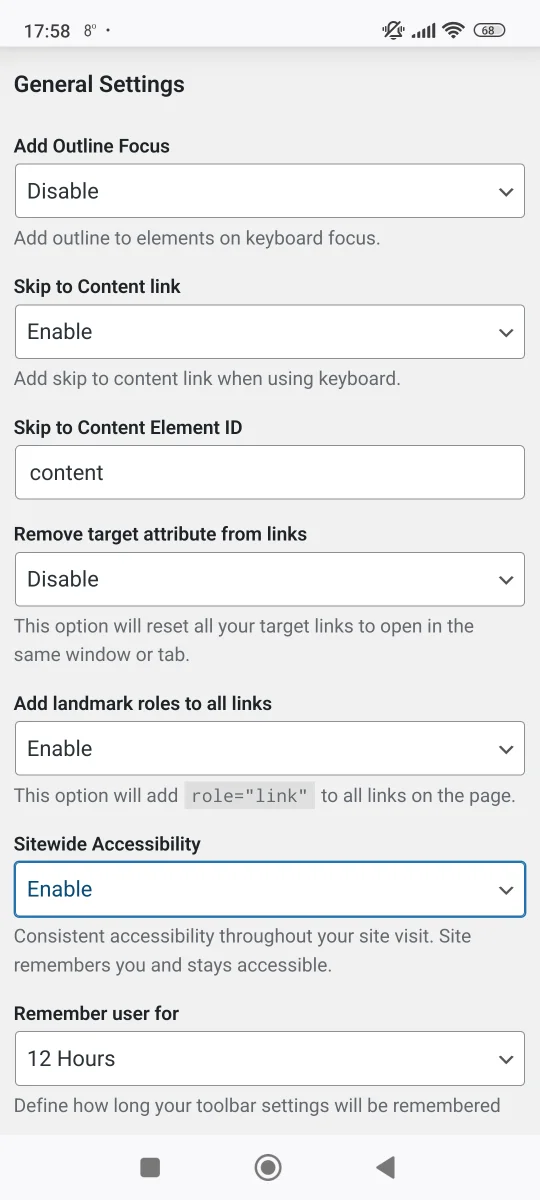 17:58 8° · 68
General Settings
Add Outline Focus
Disable
Add outline to elements on keyboard focus.
Skip to Content link
Enable
Add skip to content link when using keyboard.
Skip to Content Element ID
content
Remove target attribute from links
Disable
This option will reset all your target links to open in the
same window or tab.
Add landmark roles to all links
Enable
This option will add role="link" to all links on the page.
Sitewide Accessibility
Enable
Consistent accessibility throughout your site visit. Site
remembers you and stays accessible.
Remember user for
12 Hours
Define how long your toolbar settings will be remembered